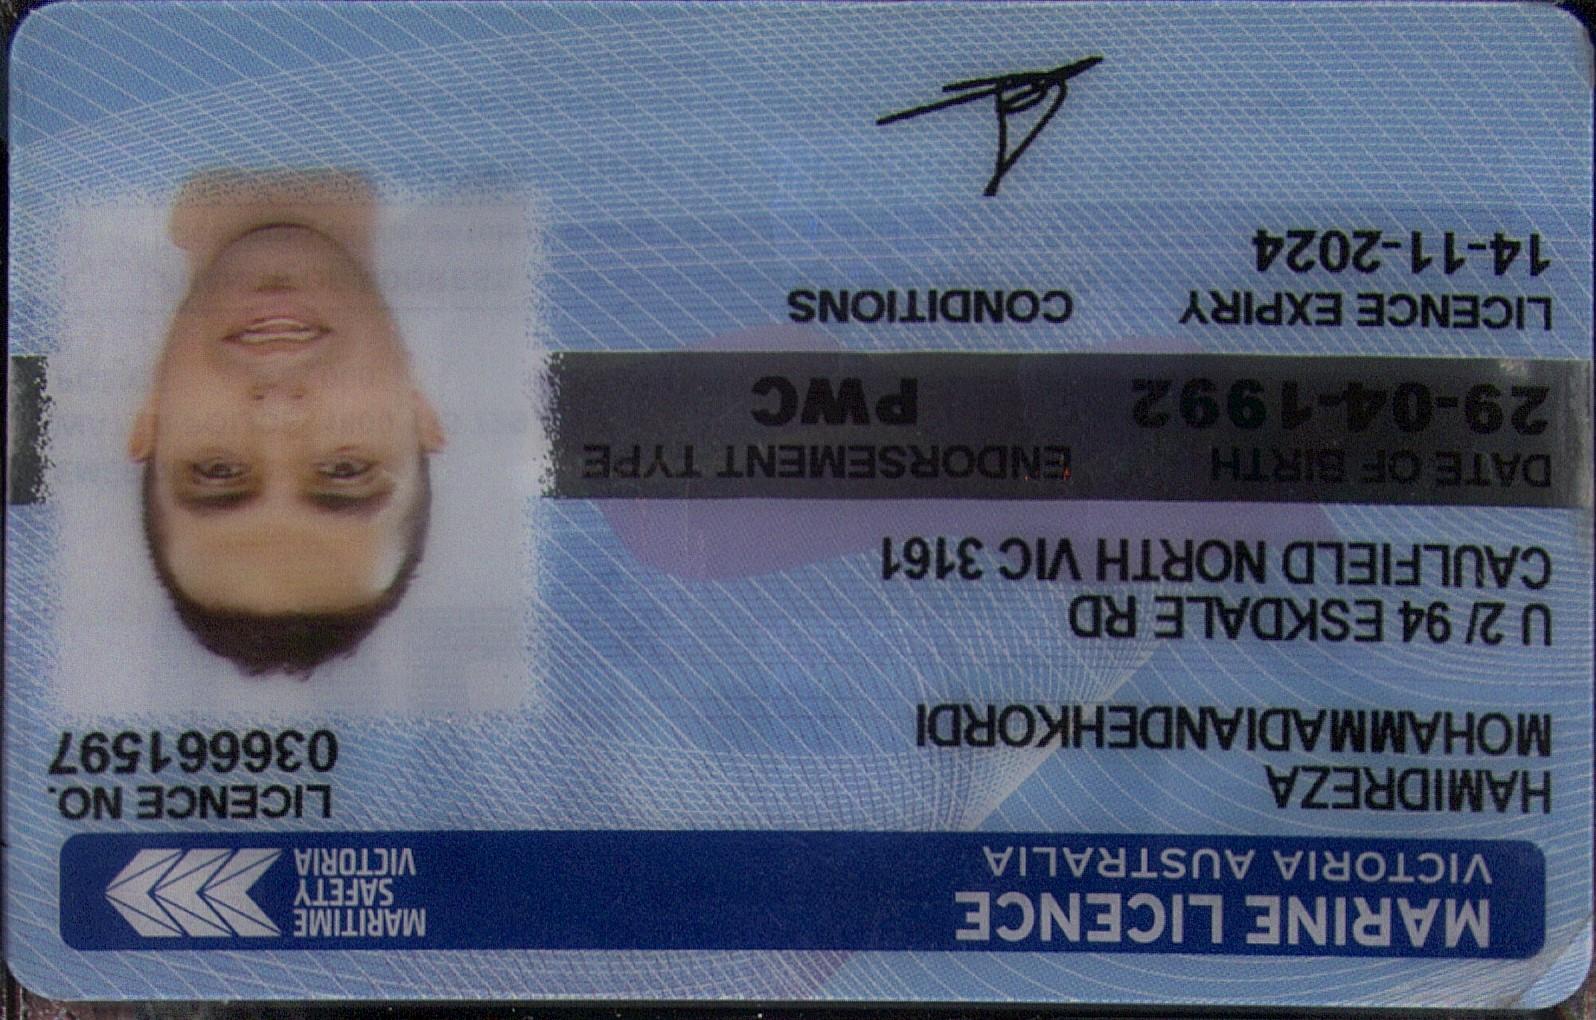 MARINE LICENCE
VICTORIA AUSTRALIA
MARITIME
SAFETY
VICTORIA
HAMIDREZA
MOHAMMADIANDEHKORDI
LICENCE NO.
036661597
U 2/ 94 ESKDALE RD
CAULFIELD NORTH VIC 3161
DATE OF BIRTH ENDORSEMENT TYPE
29-04-1992 PWC
LICENCE EXPIRY CONDITIONS
14-11-2024